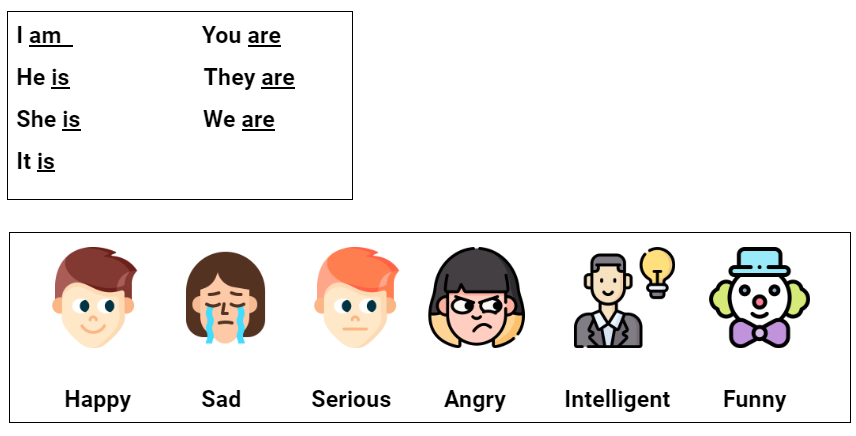 I am You are
He is They are
She is We are
It is
Happy Sad Serious Angry Intelligent Funny